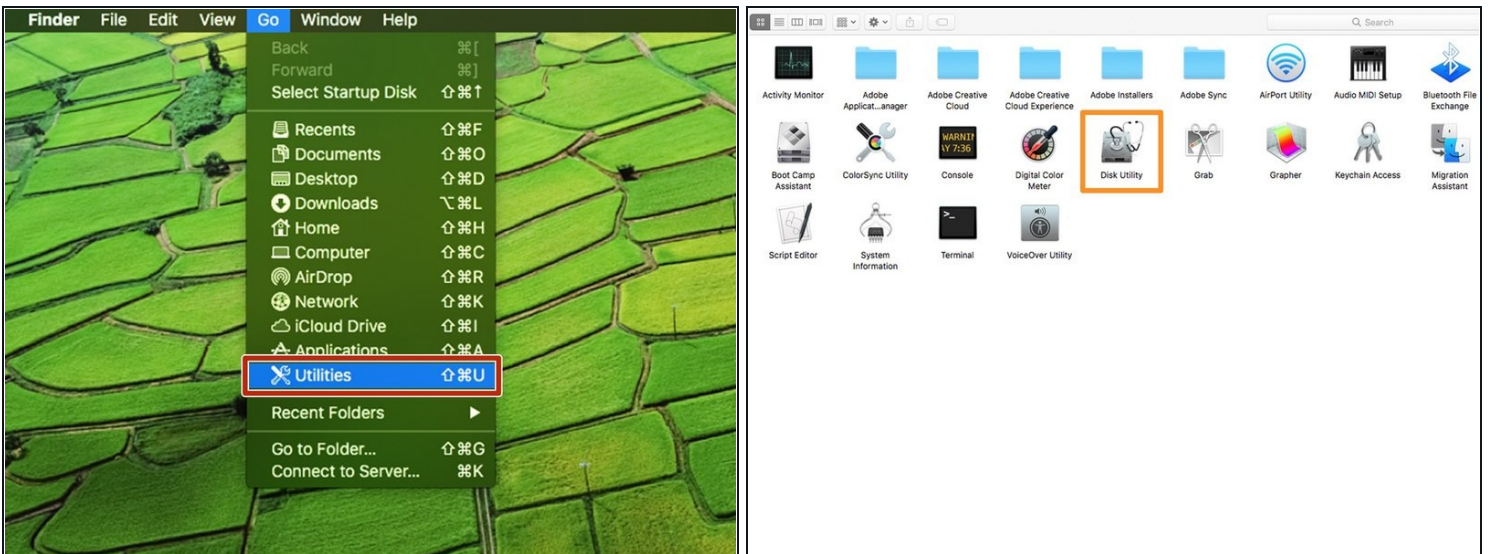 Finder File Edit View Go Window Help
Back ⌘[
Forward ⌘]
Select Startup Disk ⇧⌘↑
Recents ⇧⌘F
Documents ⇧⌘O
Desktop ⇧⌘D
Downloads ⌥⌘L
Home ⇧⌘H
Computer ⇧⌘C
AirDrop ⇧⌘R
Network ⇧⌘K
iCloud Drive ⇧⌘I
Applications ⇧⌘A
Utilities ⇧⌘U
Recent Folders ▶
Go to Folder... ⇧⌘G
Connect to Server... ⌘K
Search
Activity Monitor
Adobe
Applicat...anager
Adobe Creative
Cloud
Adobe Creative
Cloud Experience
Adobe Installers
Adobe Sync
AirPort Utility
Audio MIDI Setup
Bluetooth File
Exchange
WARNIN
AY 7:36
Boot Camp
Assistant
ColorSync Utility
Console
Digital Color
Meter
Disk Utility
Grab
Grapher
Keychain Access
Migration
Assistant
>_
Script Editor
System
Information
Terminal
VoiceOver Utility